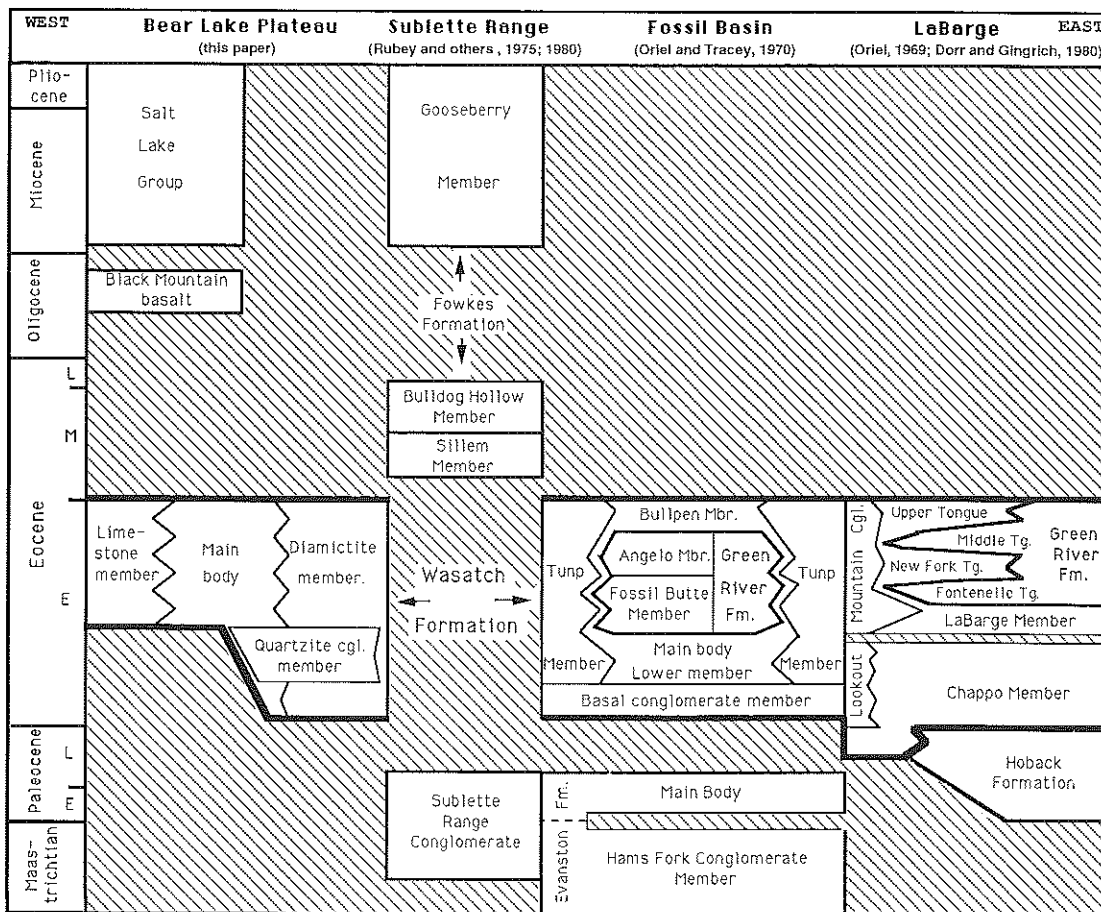 WEST
Bear Lake Plateau
(this paper)
Sublette Range
(Rubey and others , 1975; 1980)
Fossil Basin
(Oriel and Tracey, 1970)
LaBarge
(Oriel, 1969; Dorr and Gingrich, 1980)
EAST
Plio-
cene
Miocene
Oligocene
Eocene
L
M
E
Paleocene
L
E
Maas-
trichtian
Salt
Lake
Group
Black Mountain
basalt
Lime-
stone
member
Main
body
Diamictite
member.
Quartzite cgl.
member
Gooseberry
Member
Fowkes
Formation
Bulldog Hollow
Member
Sillem
Member
Wasatch
Formation
Sublette
Range
Conglomerate
Tunp
Member
Bullpen Mbr.
Angelo Mbr.
Fossil Butte
Member
Green
River
Fm.
Tunp
Member
Main body
Lower member
Basal conglomerate member
Evanston Fm.
Main Body
Hams Fork Conglomerate
Member
Lookout Mountain Cgl.
Upper Tongue
Middle Tg.
New Fork Tg.
Fontenelle Tg.
Green
River
Fm.
LaBarge Member
Chappo Member
Hoback
Formation